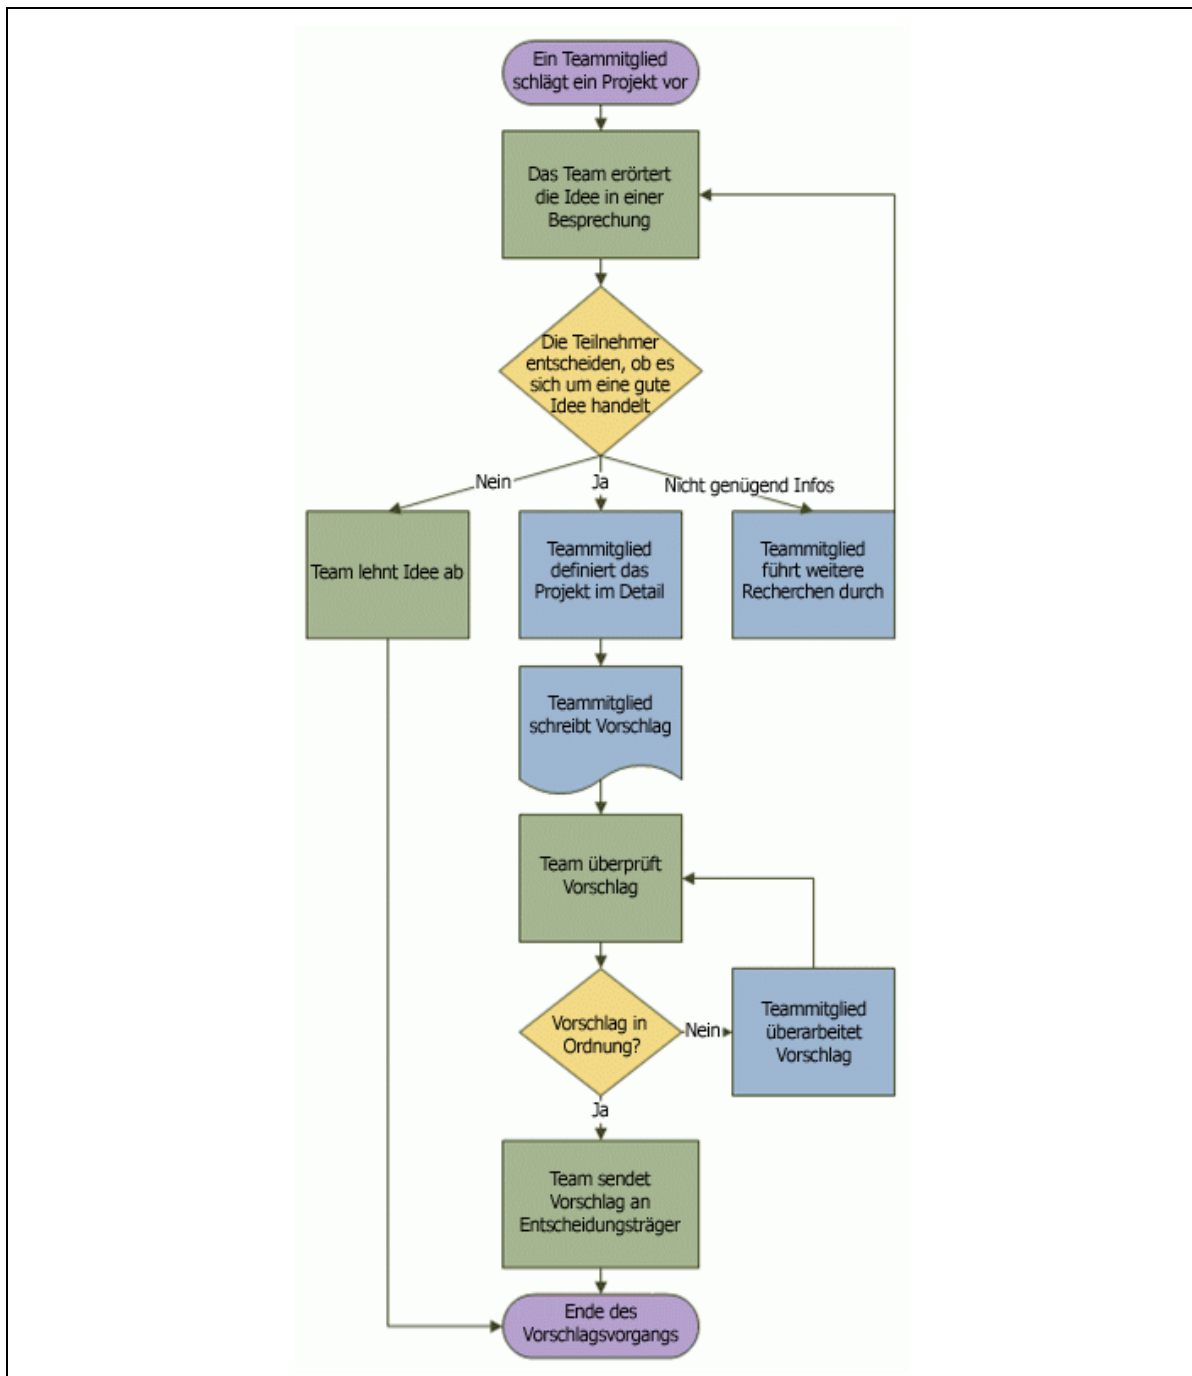 Ein Teammitglied
schlägt ein Projekt vor
Das Team erörtert
die Idee in einer
Besprechung
Die Teilnehmer
entscheiden, ob es
sich um eine gute
Idee handelt
Nein
Ja
Nicht genügend Infos
Team lehnt Idee ab
Teammitglied
definiert das
Projekt im Detail
Teammitglied
führt weitere
Recherchen durch
Teammitglied
schreibt Vorschlag
Team überprüft
Vorschlag
Vorschlag in
Ordnung?
Nein
Teammitglied
überarbeitet
Vorschlag
Ja
Team sendet
Vorschlag an
Entscheidungsträger
Ende des
Vorschlagsvorgangs